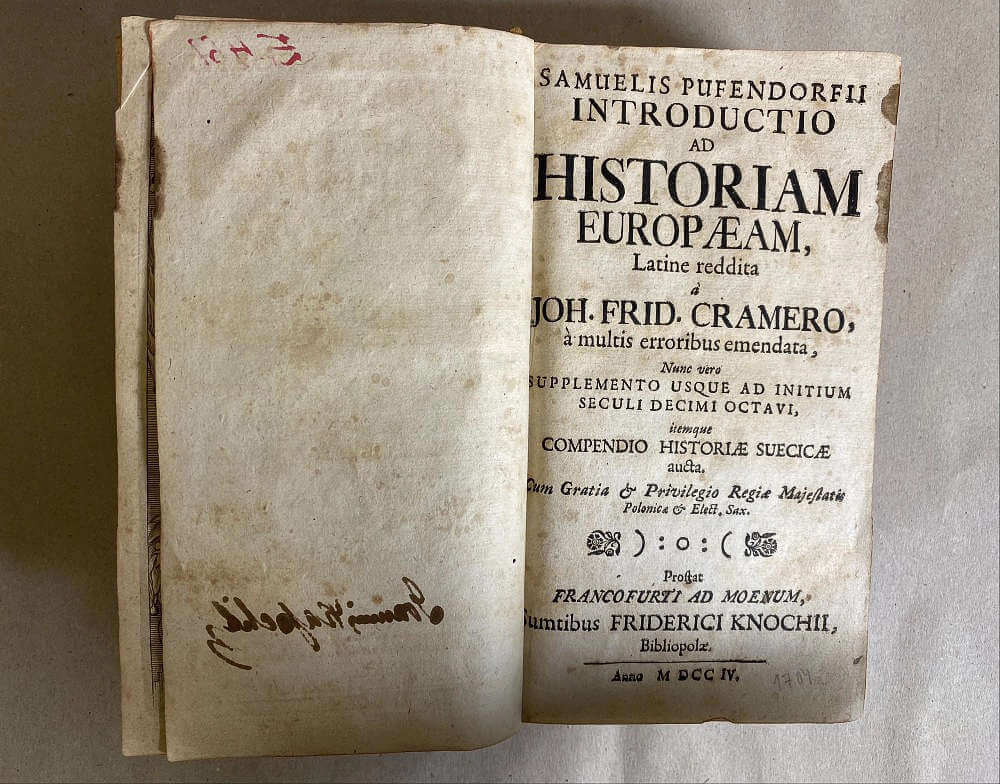 SAMUELIS PUFENDORFII
INTRODUCTIO
AD
HISTORIAM
EUROPÆAM,
Latine reddita
à
JOH. FRID. CRAMERO,
à multis erroribus emendata,
Nunc vero
SUPPLEMENTO USQUE AD INITIUM
SECULI DECIMI OCTAVI,
itemque
COMPENDIO HISTORIÆ SUECICÆ
aucta.
Cum Gratia & Privilegio Regiæ Majestatis
Polonicæ & Elect. Sax.
) : o : (
Prostat
FRANCOFURTI AD MOENUM,
Sumtibus FRIDERICI KNOCHII,
Bibliopolæ.
Anno M DCC IV.